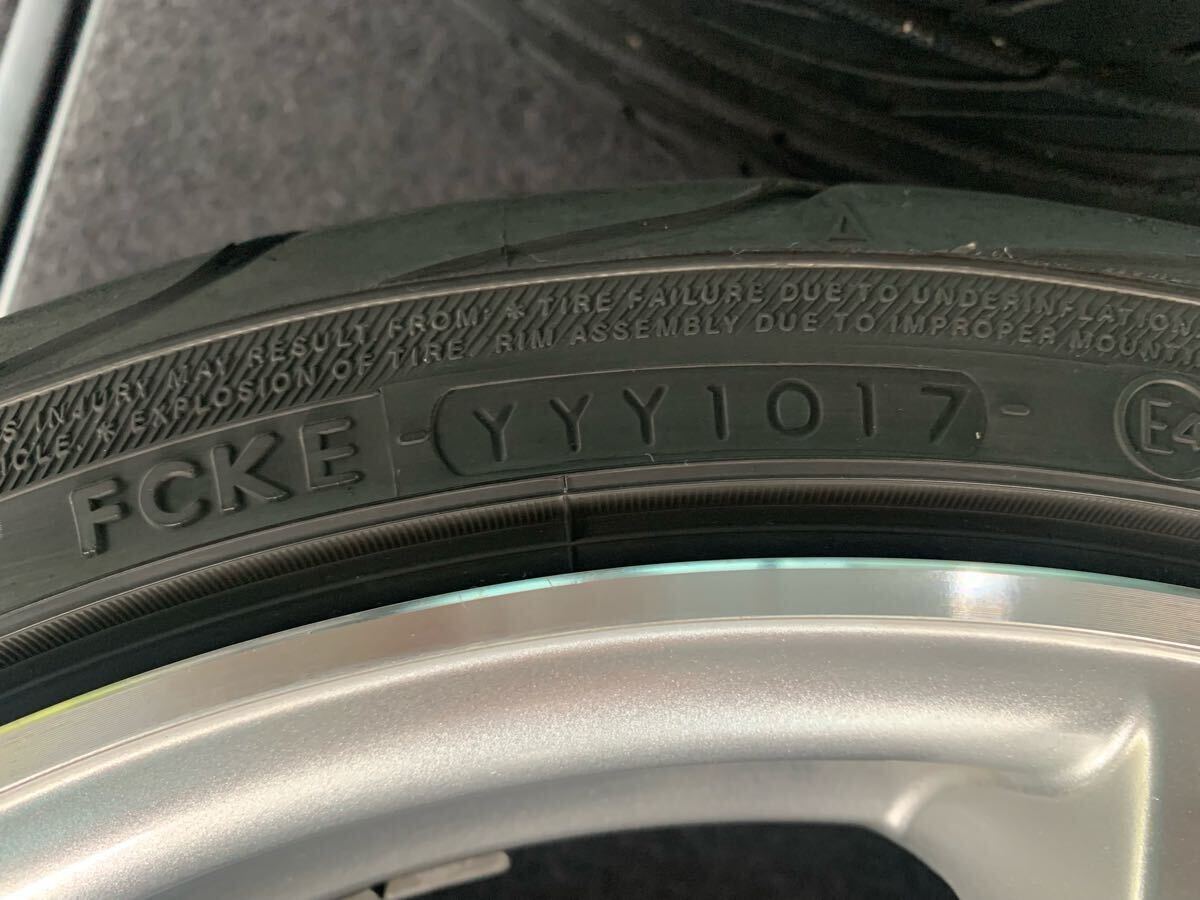 S INJURY MAY RESULT FROM: * TIRE FAILURE DUE TO UNDERINFLATION
ICLE: * EXPLOSION OF TIRE RIM ASSEMBLY DUE TO IMPROPER MOUNTI
FCKE - YYY1017 - E4